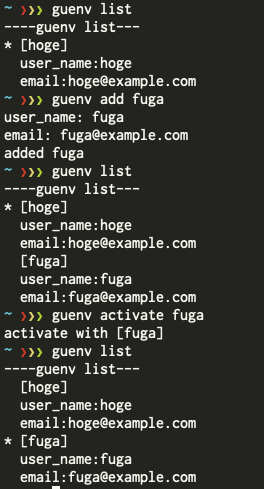 ~ ❯❯❯ guenv list
----guenv list---
* [hoge]
  user_name:hoge
  email:hoge@example.com
~ ❯❯❯ guenv add fuga
user_name: fuga
email: fuga@example.com
added fuga
~ ❯❯❯ guenv list
----guenv list---
* [hoge]
  user_name:hoge
  email:hoge@example.com
  [fuga]
  user_name:fuga
  email:fuga@example.com
~ ❯❯❯ guenv activate fuga
activate with [fuga]
~ ❯❯❯ guenv list
----guenv list---
  [hoge]
  user_name:hoge
  email:hoge@example.com
* [fuga]
  user_name:fuga
  email:fuga@example.com